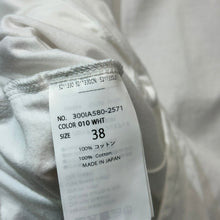 NO. 300IA580-2571
COLOR 010 WHT
SIZE 38
100% コットン
100% Cotton
MADE IN JAPAN